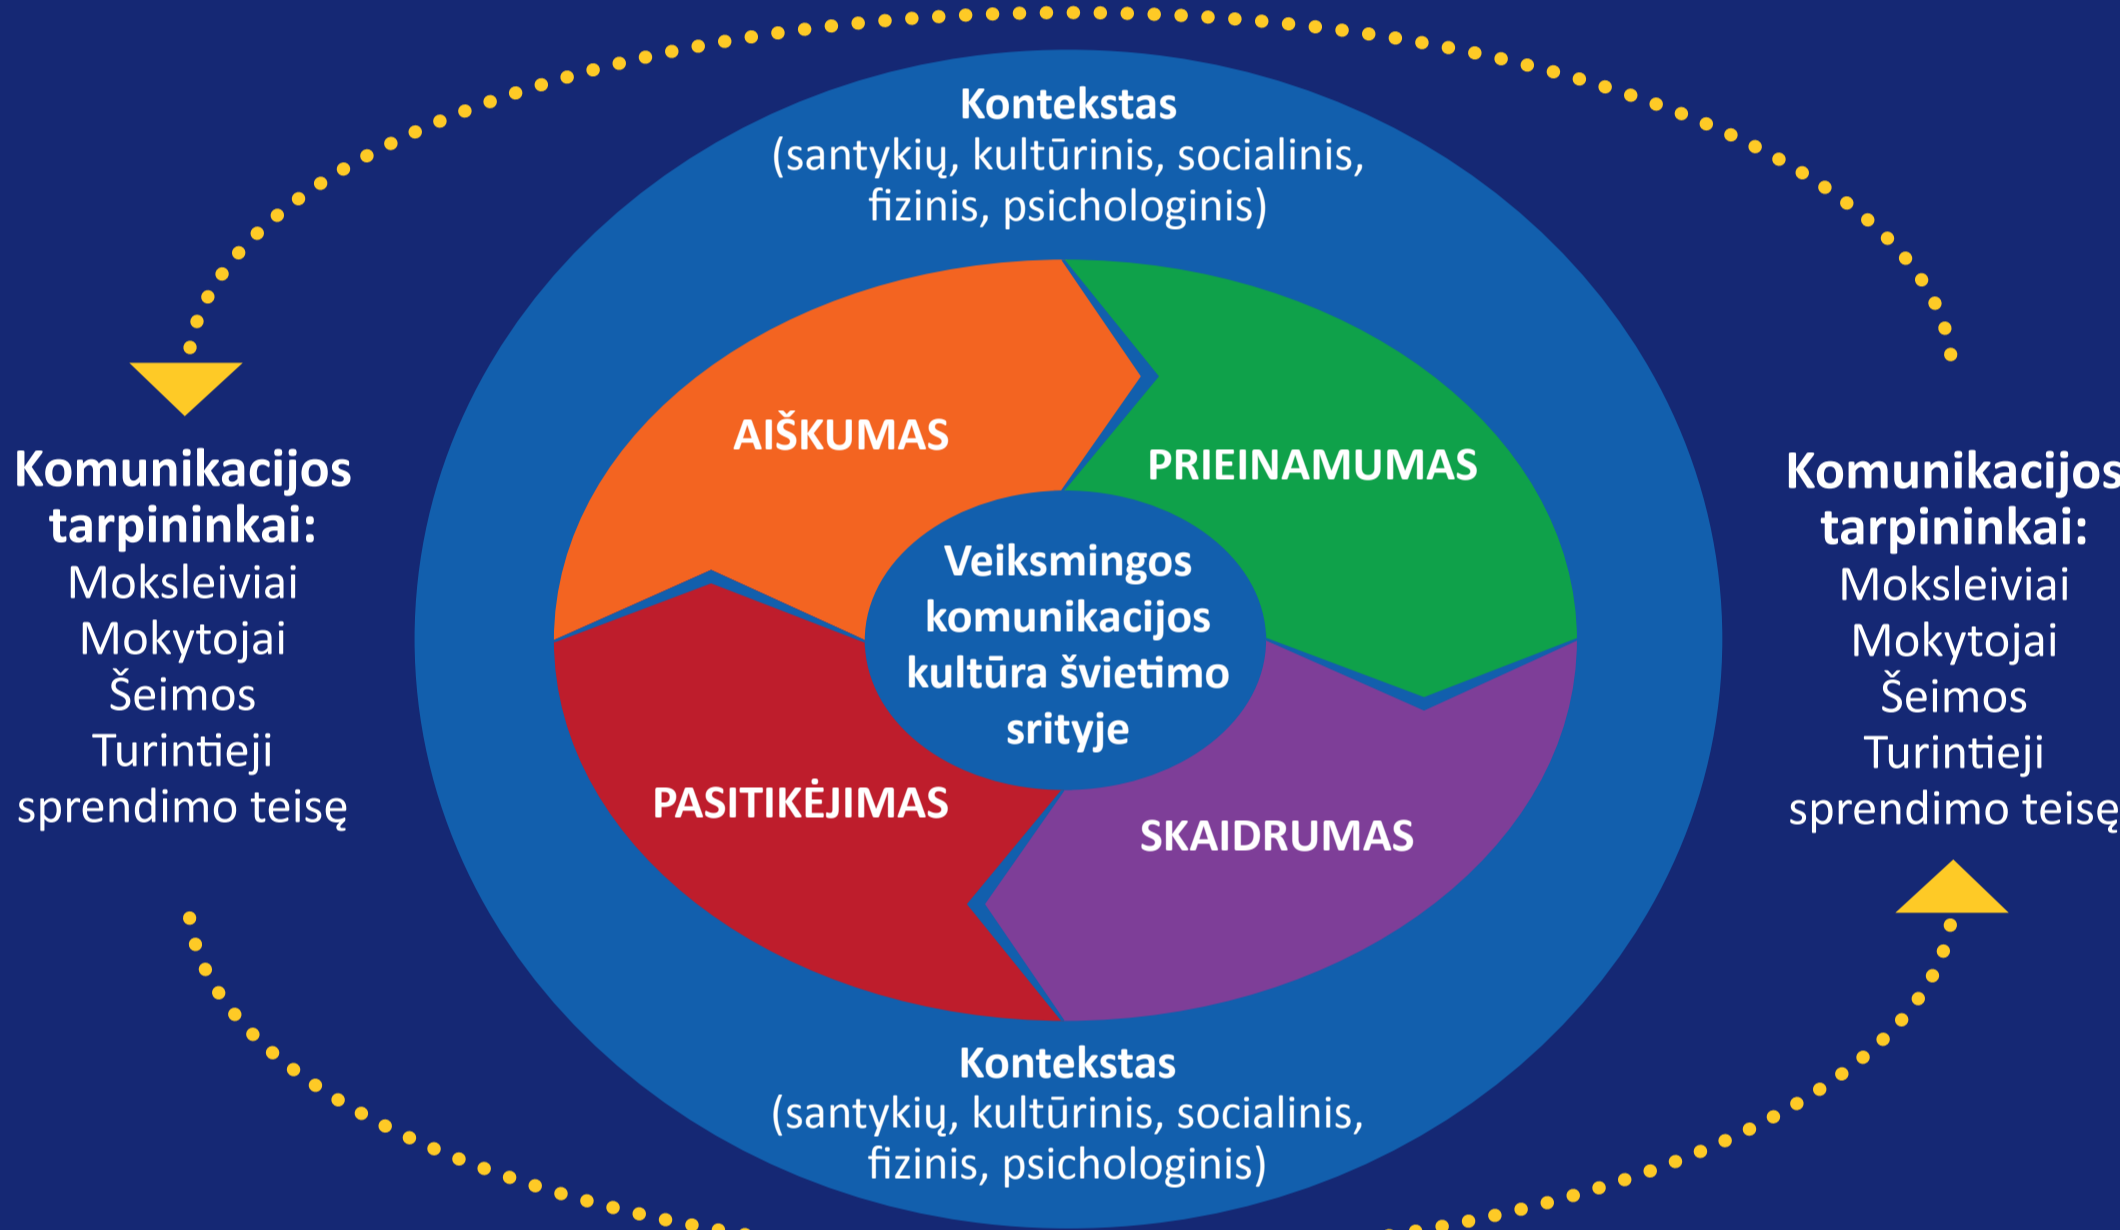 Kontekstas
(santykių, kultūrinis, socialinis,
fizinis, psichologinis)
AIŠKUMAS
PRIEINAMUMAS
Komunikacijos
tarpininkai:
Moksleiviai
Mokytojai
Šeimos
Turintieji
sprendimo teisę
Veiksmingos
komunikacijos
kultūra švietimo
srityje
Komunikacijos
tarpininkai:
Moksleiviai
Mokytojai
Šeimos
Turintieji
sprendimo teisę
PASITIKĖJIMAS
SKAIDRUMAS
Kontekstas
(santykių, kultūrinis, socialinis,
fizinis, psichologinis)